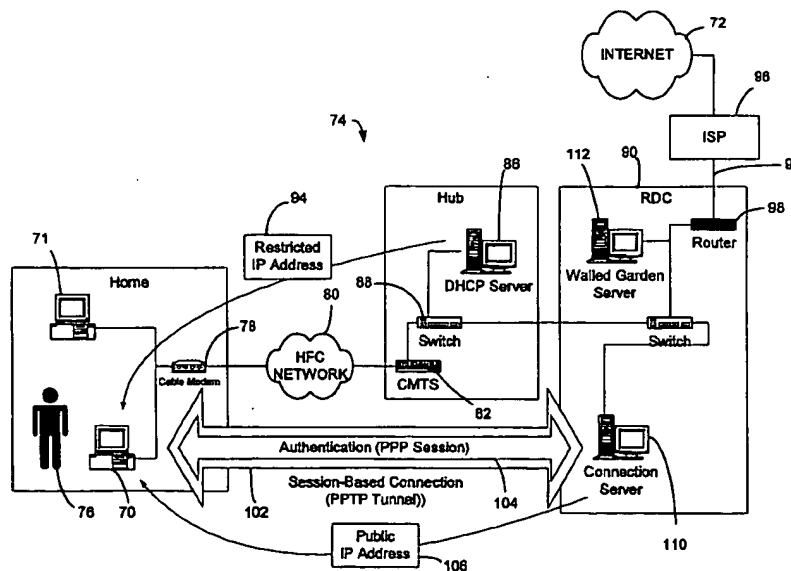 72
INTERNET
96
74
ISP
86
112
90
9
Hub
RDC
98
94
Restricted
IP Address
Router
DHCP Server
Walled Garden
Server
71
Home
88
80
78
Switch
Switch
HFC
NETWORK
Cable Modem
CMTS
82
Authentication (PPP Session)
Connection
Server
Session-Based Connection
(PPTP Tunnel))
76
70
102
104
110
Public
IP Address
106